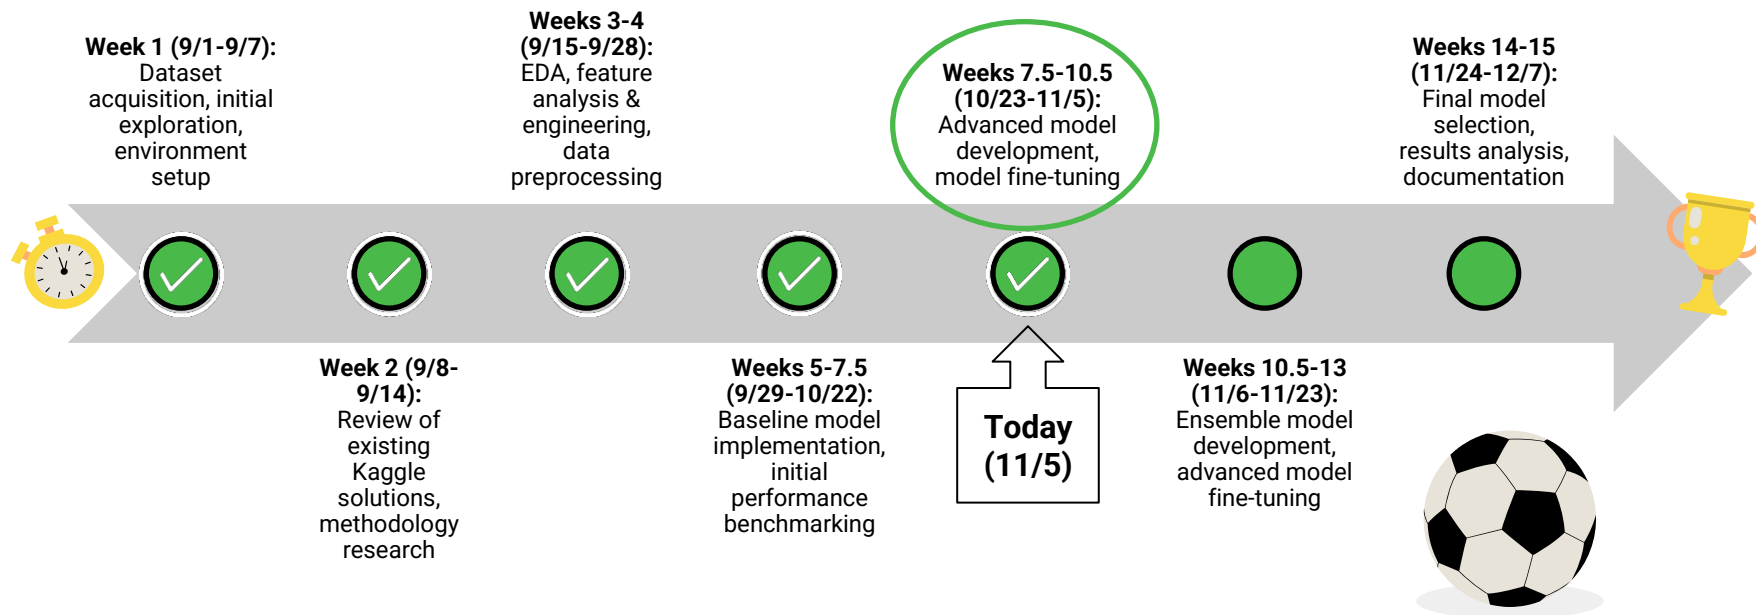 Week 1 (9/1-9/7):
Dataset
acquisition, initial
exploration,
environment
setup
Week 2 (9/8-
9/14):
Review of
existing
Kaggle
solutions,
methodology
research
Weeks 3-4
(9/15-9/28):
EDA, feature
analysis &
engineering,
data
preprocessing
Weeks 5-7.5
(9/29-10/22):
Baseline model
implementation,
initial
performance
benchmarking
Weeks 7.5-10.5
(10/23-11/5):
Advanced model
development,
model fine-tuning
Today
(11/5)
Weeks 10.5-13
(11/6-11/23):
Ensemble model
development,
advanced model
fine-tuning
Weeks 14-15
(11/24-12/7):
Final model
selection,
results analysis,
documentation